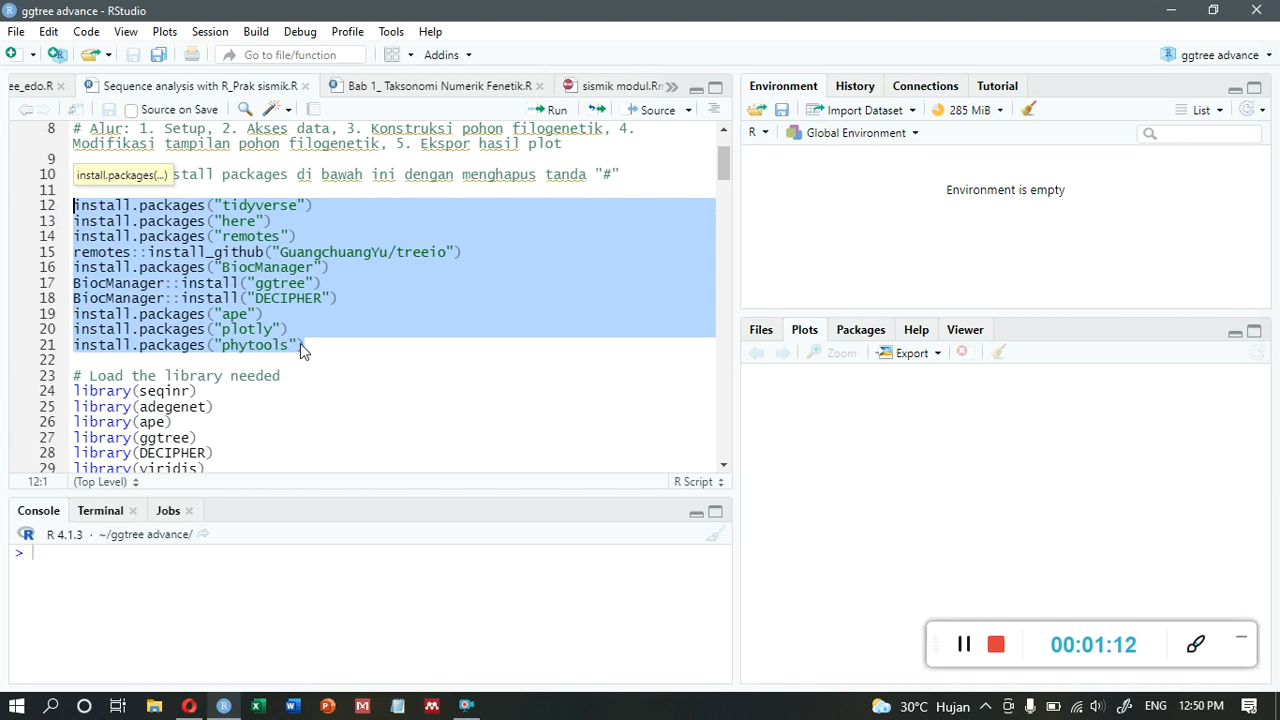 ggtree advance - RStudio
File Edit Code View Plots Session Build Debug Profile Tools Help
Go to file/function Addins ggtree advance
ee_edo.R Sequence analysis with R_Prak sismik.R Bab 1_ Taksonomi Numerik Fenetik.R sismik modul.Rr
Source on Save Run Source
8 # Alur: 1. Setup, 2. Akses data, 3. Konstruksi pohon filogenetik, 4.
Modifikasi tampilan pohon filogenetik, 5. Ekspor hasil plot
9
install.packages(...)
10 stall packages di bawah ini dengan menghapus tanda "#"
11
12 install.packages("tidyverse")
13 install.packages("here")
14 install.packages("remotes")
15 remotes::install_github("GuangchuangYu/treeio")
16 install.packages("BiocManager")
17 BiocManager::install("ggtree")
18 BiocManager::install("DECIPHER")
19 install.packages("ape")
20 install.packages("plotly")
21 install.packages("phytools")
22
23 # Load the library needed
24 library(seqinr)
25 library(adegenet)
26 library(ape)
27 library(ggtree)
28 library(DECIPHER)
29 library(viridis)
12:1 (Top Level) R Script
Console Terminal Jobs
R 4.1.3 · ~/ggtree advance/
>
Environment History Connections Tutorial
Import Dataset 285 MiB List
R Global Environment
Environment is empty
Files Plots Packages Help Viewer
Zoom Export
00:01:12
30°C Hujan ENG 12:50 PM